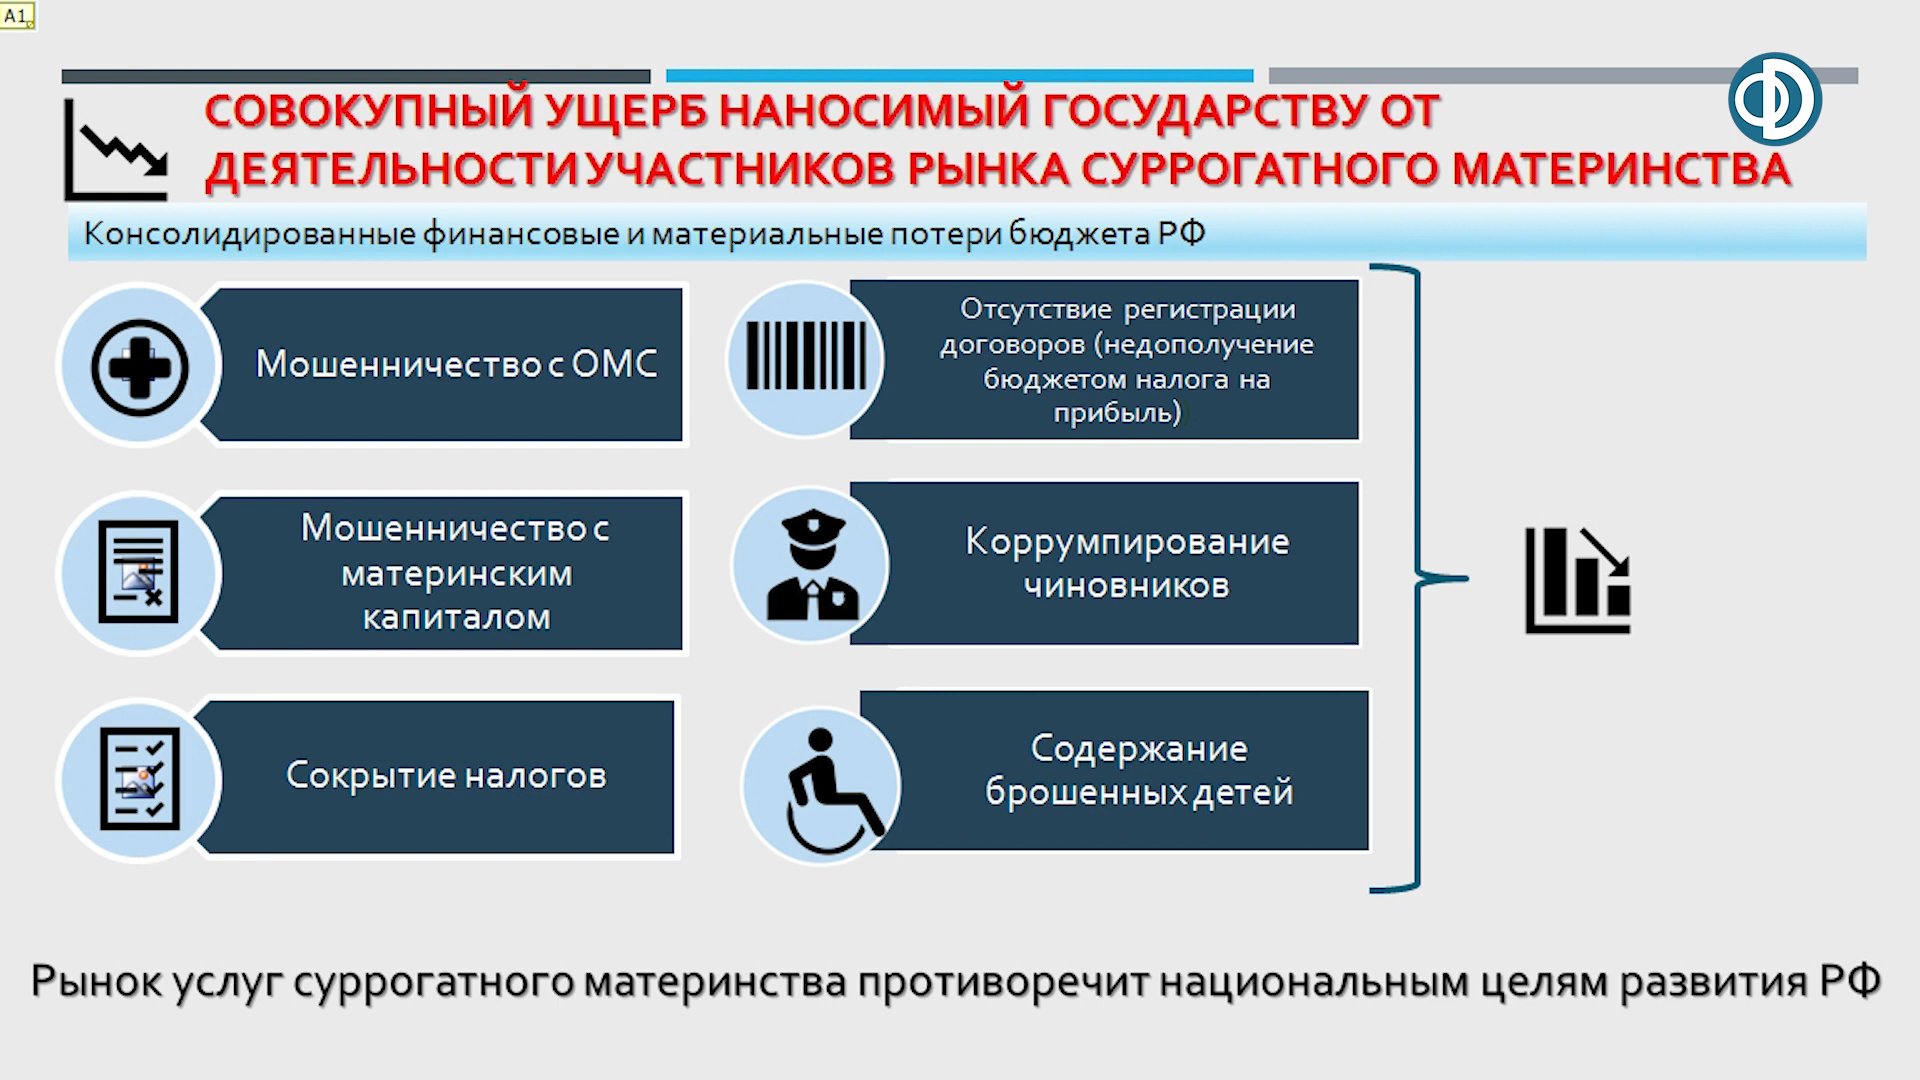 A1
СОВОКУПНЫЙ УЩЕРБ НАНОСИМЫЙ ГОСУДАРСТВУ ОТ
ДЕЯТЕЛЬНОСТИ УЧАСТНИКОВ РЫНКА СУРРОГАТНОГО МАТЕРИНСТВА
Консолидированные финансовые и материальные потери бюджета РФ
Мошенничество с ОМС
Мошенничество с
материнским
капиталом
Сокрытие налогов
Отсутствие регистрации
договоров (недополучение
бюджетом налога на
прибыль)
Коррумпирование
чиновников
Содержание
брошенных детей
Рынок услуг суррогатного материнства противоречит национальным целям развития РФ